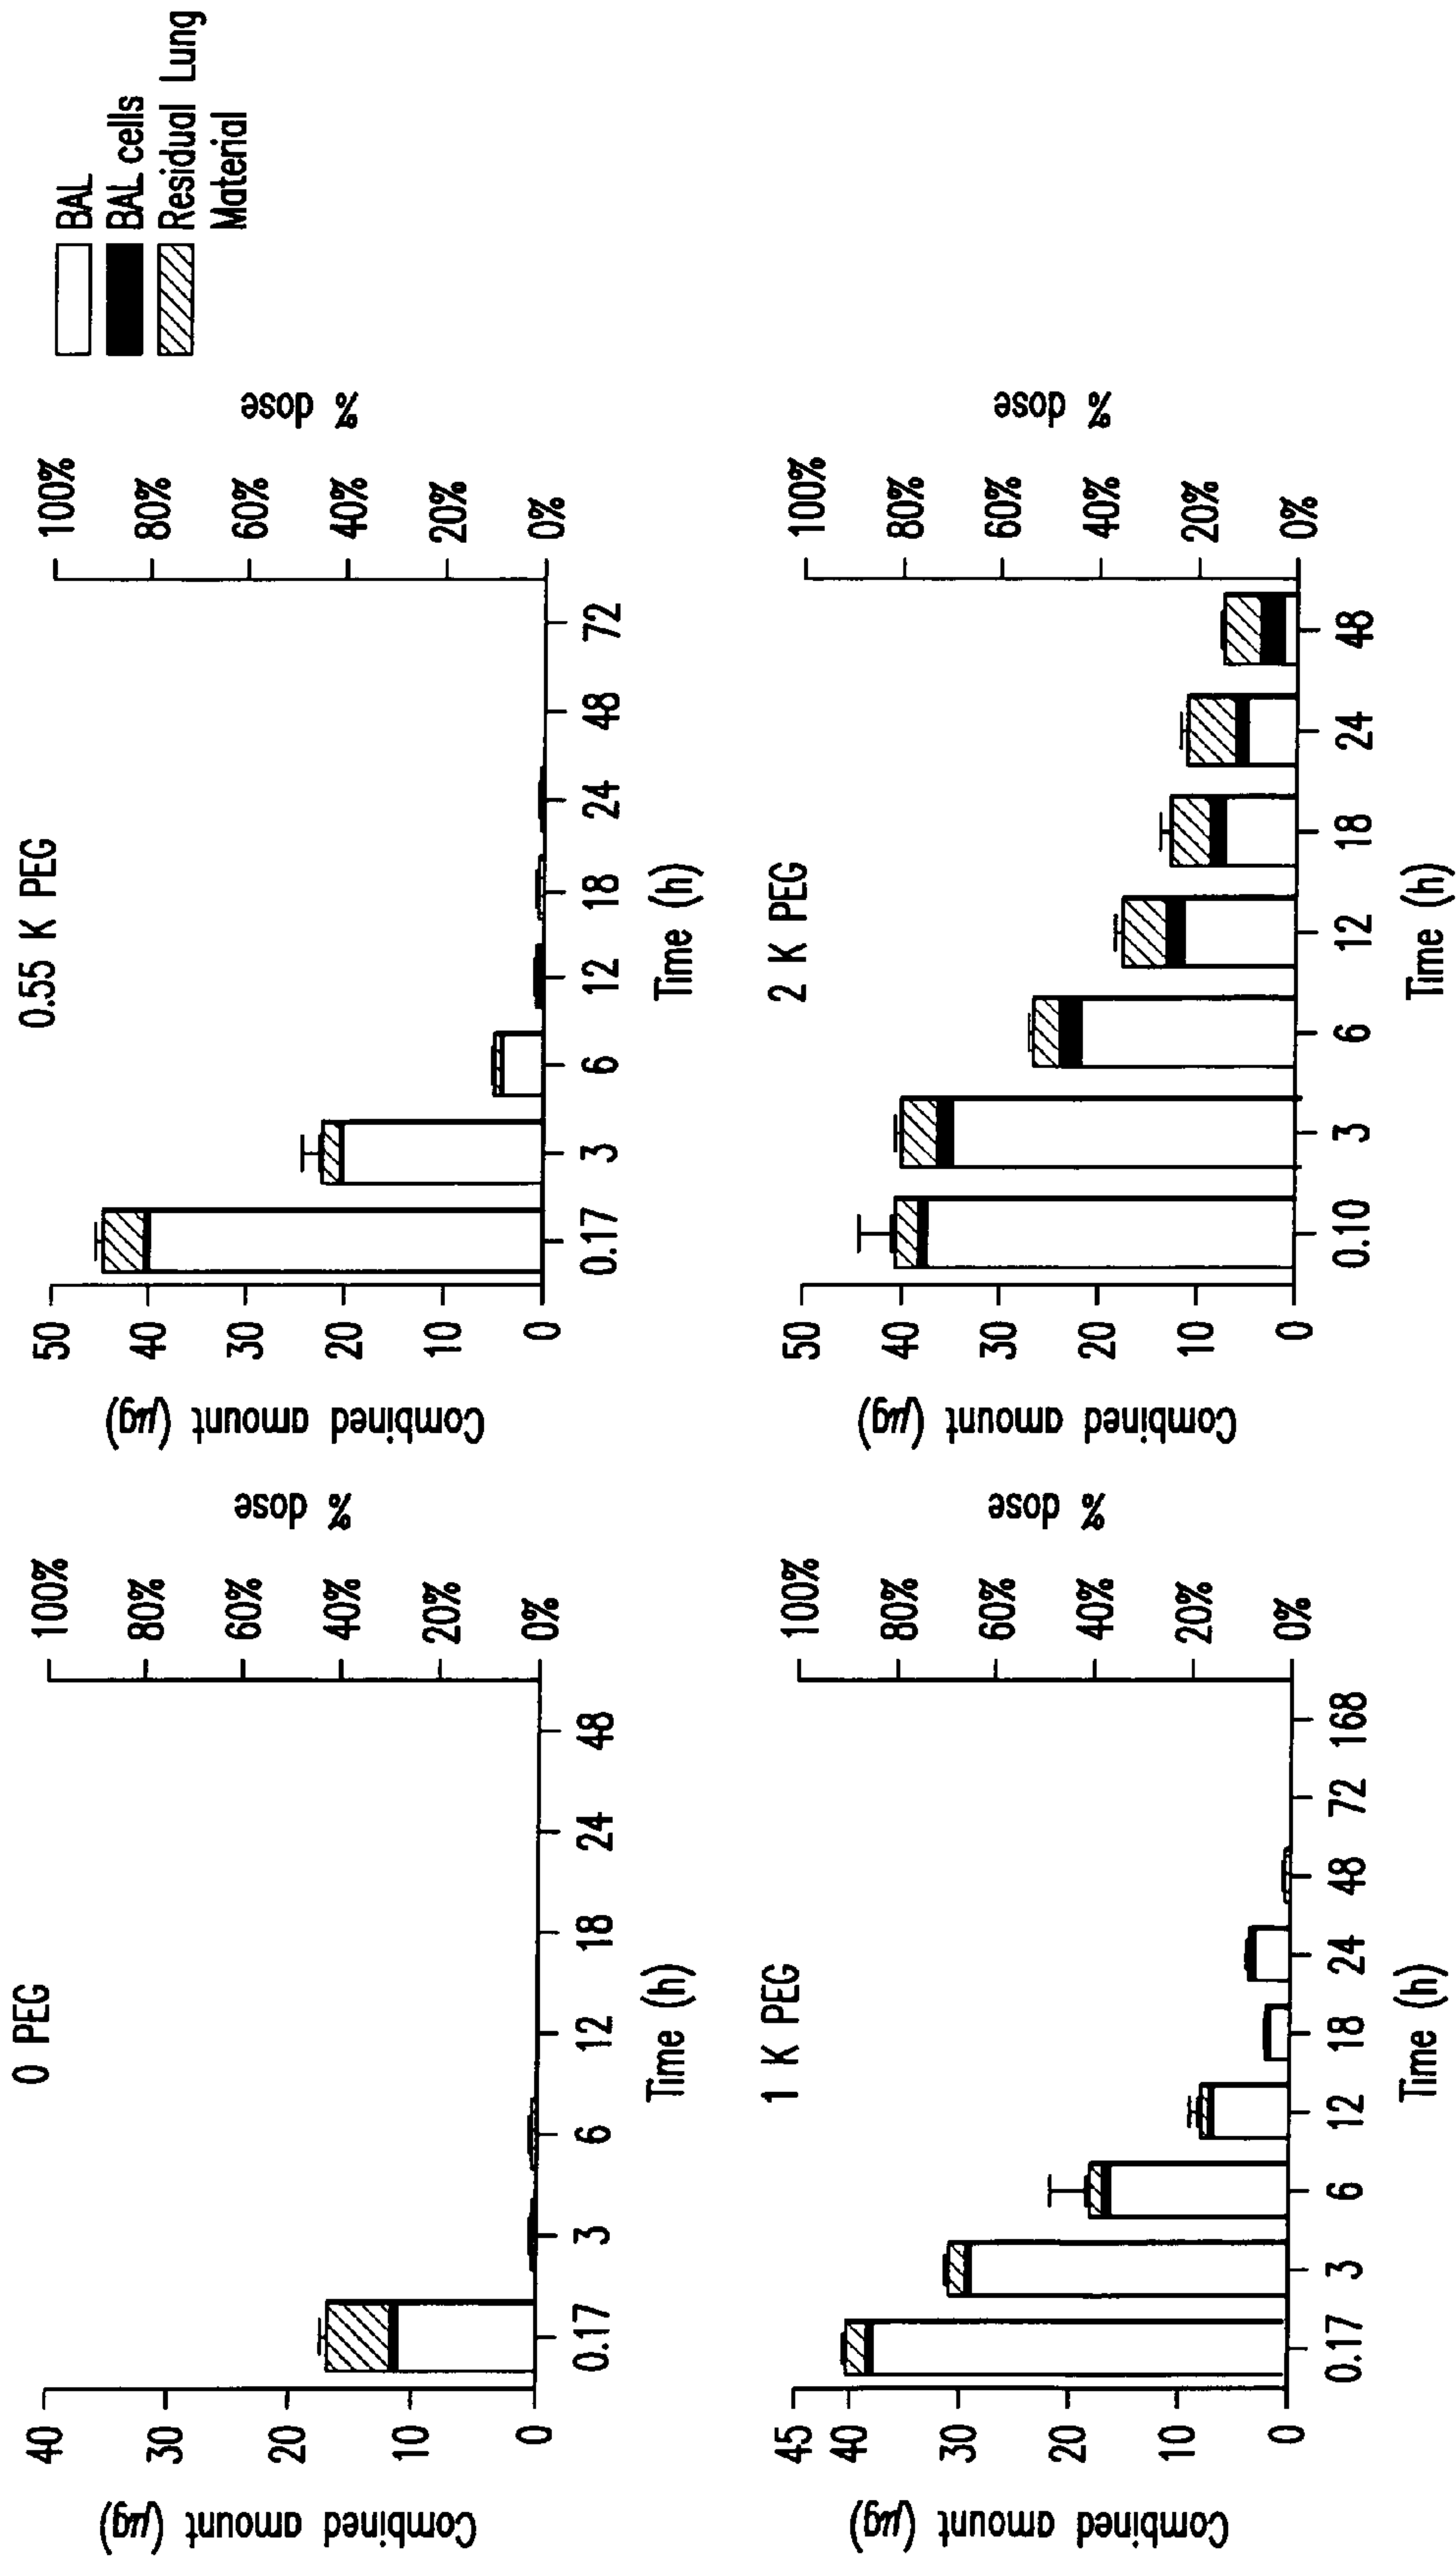 0 PEG
Combined amount (µg)
40
30
20
10
0
100%
80%
60%
40%
20%
0%
% dose
0.17 3 6 12 18 24 48
Time (h)
0.55 K PEG
Combined amount (µg)
50
40
30
20
10
0
100%
80%
60%
40%
20%
0%
% dose
0.17 3 6 12 18 24 48 72
Time (h)
BAL
BAL cells
Residual Lung
Material
1 K PEG
Combined amount (µg)
45
40
30
20
10
0
100%
80%
60%
40%
20%
0%
% dose
0.17 3 6 12 18 24 48 72 168
Time (h)
2 K PEG
Combined amount (µg)
50
40
30
20
10
0
100%
80%
60%
40%
20%
0%
% dose
0.10 3 6 12 18 24 48
Time (h)